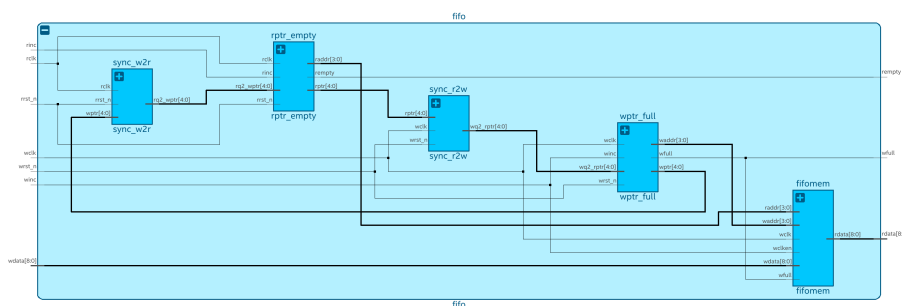 fifo
rinc
rclk
rrst_n
wclk
wrst_n
winc
wdata[8:0]
sync_w2r
rclk
rrst_n
wptr[4:0]
rq2_wptr[4:0]
sync_w2r
rptr_empty
rclk
rinc
rq2_wptr[4:0]
rrst_n
raddr[3:0]
rempty
rptr[4:0]
rptr_empty
sync_r2w
rptr[4:0]
wclk
wrst_n
wq2_rptr[4:0]
sync_r2w
wptr_full
wclk
winc
wq2_rptr[4:0]
wrst_n
waddr[3:0]
wfull
wptr[4:0]
wptr_full
fifomem
raddr[3:0]
waddr[3:0]
wclk
wclken
wdata[8:0]
wfull
rdata[8:0]
fifomem
rempty
wfull
rdata[8:
fifo